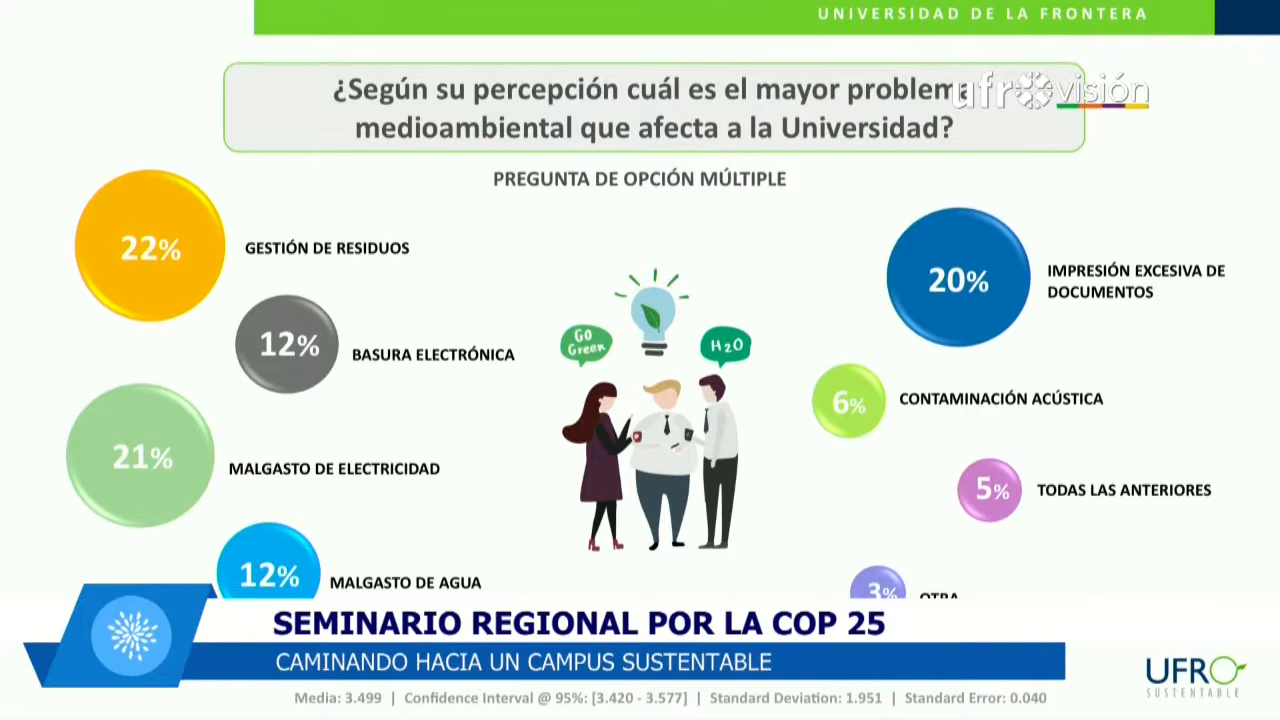 UNIVERSIDAD DE LA FRONTERA
¿Según su percepción cuál es el mayor problema
medioambiental que afecta a la Universidad?
ufro visión
PREGUNTA DE OPCIÓN MÚLTIPLE
22%
GESTIÓN DE RESIDUOS
20%
IMPRESIÓN EXCESIVA DE
DOCUMENTOS
12%
BASURA ELECTRÓNICA
Go
Green
H2O
6%
CONTAMINACIÓN ACÚSTICA
21%
MALGASTO DE ELECTRICIDAD
5%
TODAS LAS ANTERIORES
12%
MALGASTO DE AGUA
3%
OTRA
SEMINARIO REGIONAL POR LA COP 25
CAMINANDO HACIA UN CAMPUS SUSTENTABLE
UFRO
SUSTENTABLE
Media: 3.499 | Confidence Interval @ 95%: [3.420 - 3.577] | Standard Deviation: 1.951 | Standard Error: 0.040